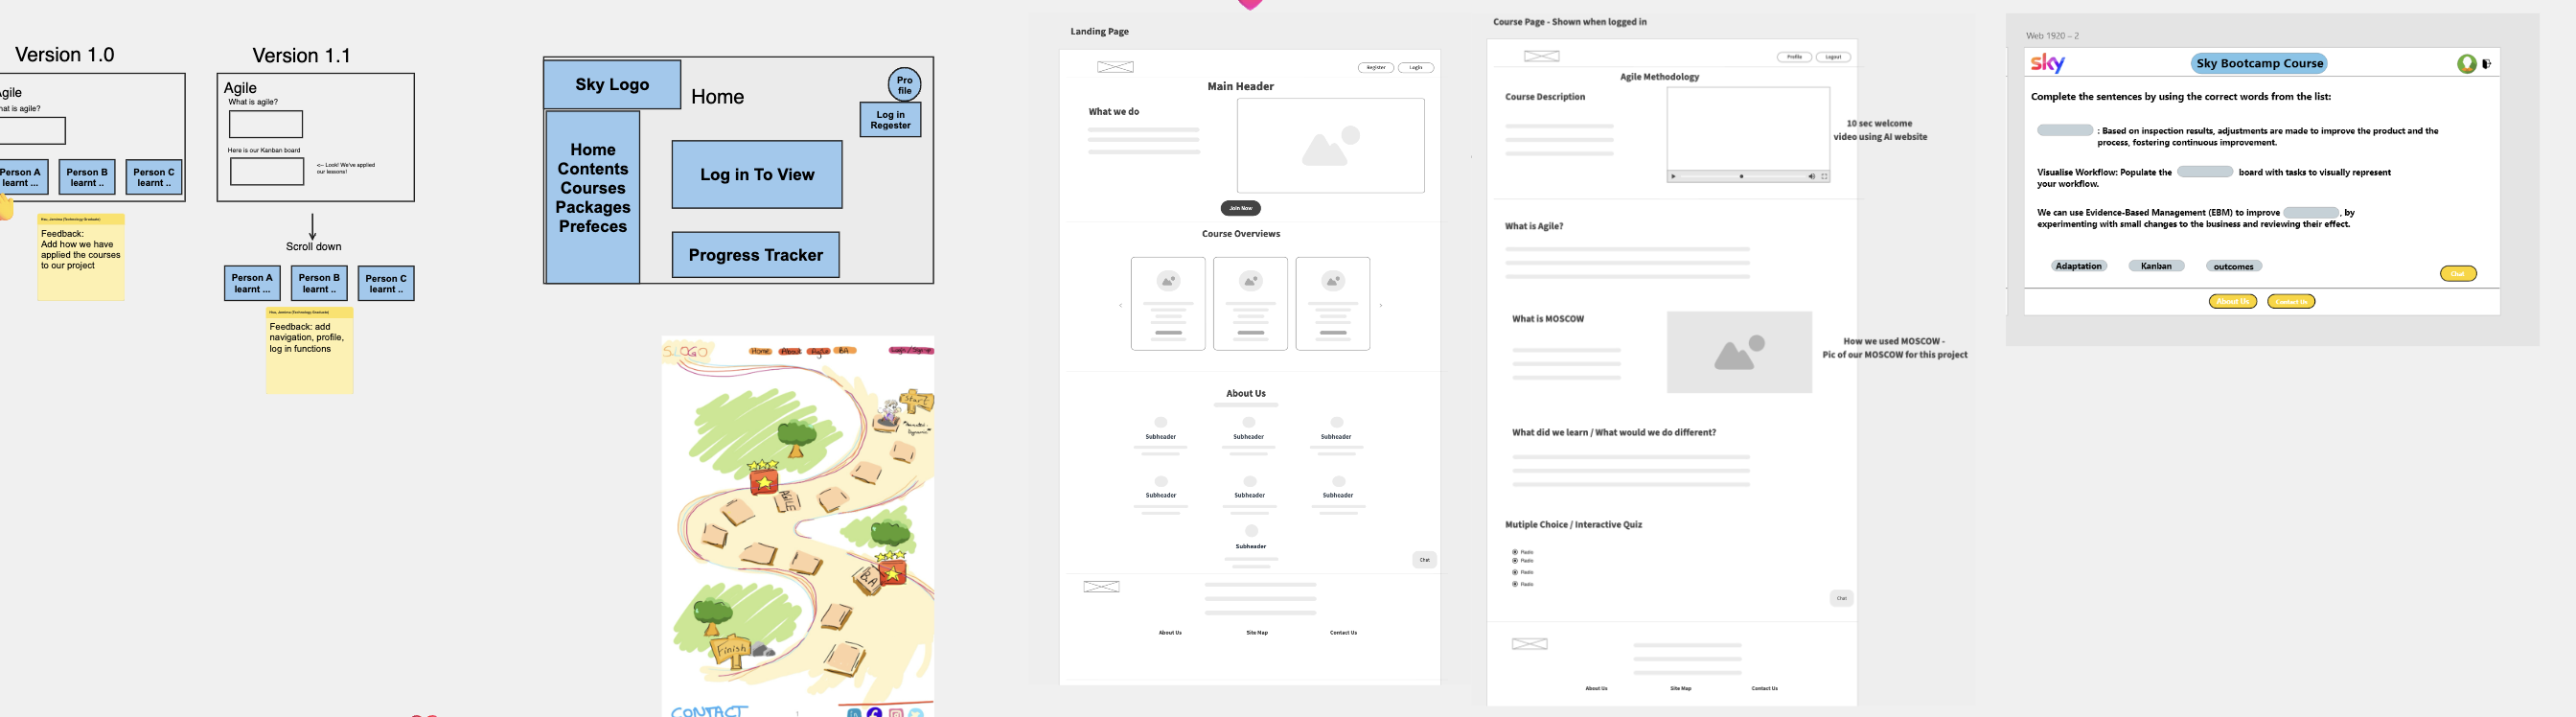 Version 1.0
Agile
What is agile?
Person A
learnt ...
Person B
learnt ..
Person C
learnt ..
Feedback:
Add how we have
applied the courses
to our project
Version 1.1
Agile
What is agile?
Here is our Kanban board
<-- Look! We've applied
our lessons!
Scroll down
Person A
learnt ...
Person B
learnt ..
Person C
learnt ..
Feedback: add
navigation, profile,
log in functions
Sky Logo
Home
Pro
file
Log in
Regester
Home
Contents
Courses
Packages
Prefeces
Log in To View
Progress Tracker
S LOGO
Home
About
Agile
BA
Login/Sign up
Start
AGILE
B.A
Finish
CONTACT
Landing Page
Register
Login
Main Header
What we do
Join Now
Course Overviews
About Us
Subheader
Subheader
Subheader
Subheader
Subheader
Subheader
Subheader
Chat
About Us
Site Map
Contact Us
Course Page - Shown when logged in
Profile
Logout
Agile Methodology
Course Description
10 sec welcome
video using AI website
What is Agile?
What is MOSCOW
How we used MOSCOW -
Pic of our MOSCOW for this project
What did we learn / What would we do different?
Mutiple Choice / Interactive Quiz
Radio
Radio
Radio
Radio
Chat
About Us
Site Map
Contact Us
Web 1920 – 2
sky
Sky Bootcamp Course
Complete the sentences by using the correct words from the list:
: Based on inspection results, adjustments are made to improve the product and the
process, fostering continuous improvement.
Visualise Workflow: Populate the board with tasks to visually represent
your workflow.
We can use Evidence-Based Management (EBM) to improve , by
experimenting with small changes to the business and reviewing their effect.
Adaptation
Kanban
outcomes
Chat
About Us
Contact Us